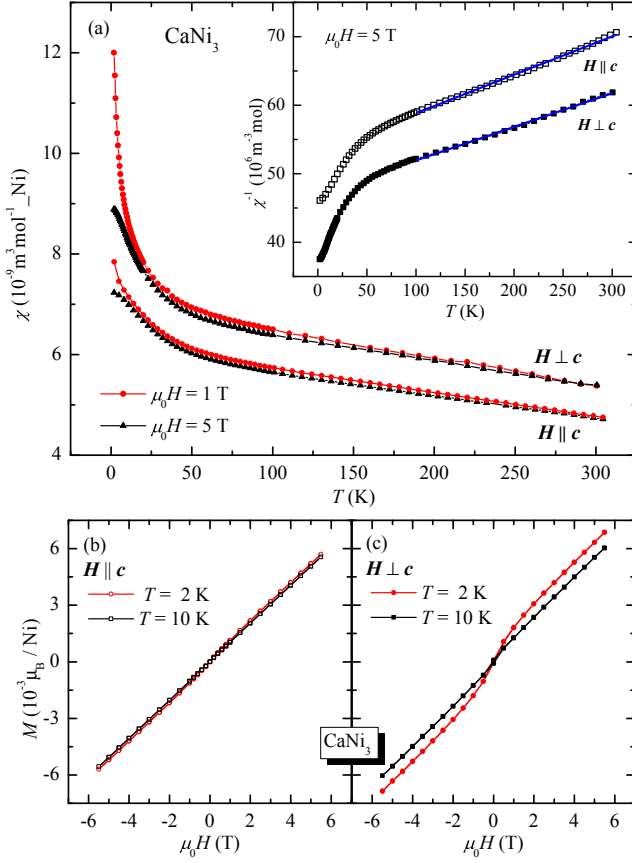 (a)
CaNi₃
χ (10⁻⁹ m³ mol⁻¹_Ni)
12
10
8
6
4
μ₀H = 1 T
μ₀H = 5 T
H ⊥ c
H ∥ c
0 50 100 150 200 250 300
T (K)
μ₀H = 5 T
χ⁻¹ (10⁶ m⁻³ mol)
70
60
50
40
H ∥ c
H ⊥ c
0 50 100 150 200 250 300
T (K)
(b)
H ∥ c
T = 2 K
T = 10 K
M (10⁻³ μ_B / Ni)
6
3
0
-3
-6
-6 -4 -2 0 2 4 6
μ₀H (T)
(c)
H ⊥ c
T = 2 K
T = 10 K
CaNi₃
-6 -4 -2 0 2 4 6
μ₀H (T)